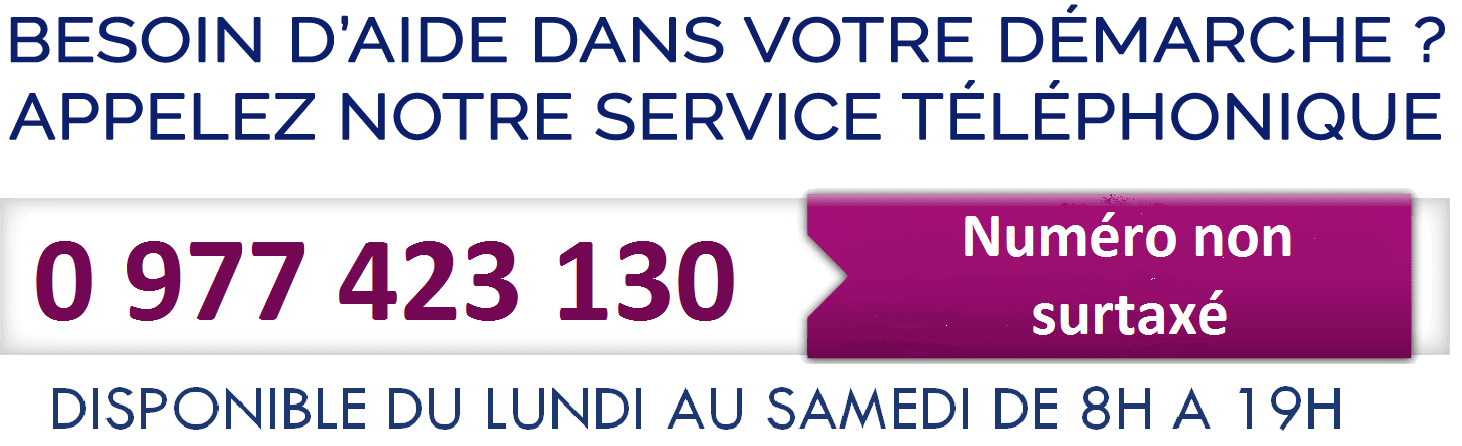 BESOIN D'AIDE DANS VOTRE DÉMARCHE ?
APPELEZ NOTRE SERVICE TÉLÉPHONIQUE
0 977 423 130
Numéro non
surtaxé
DISPONIBLE DU LUNDI AU SAMEDI DE 8H A 19H